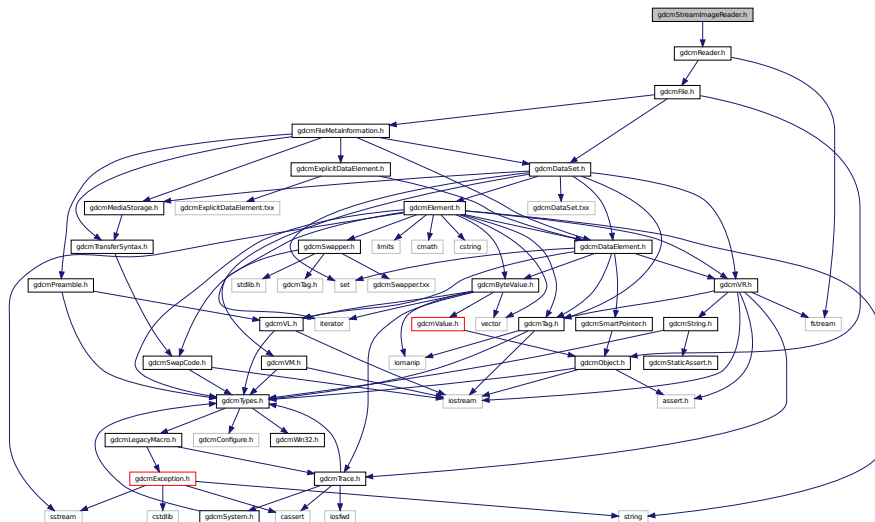 gdcmStreamImageReader.h
gdcmReader.h
gdcmFile.h
gdcmFileMetaInformation.h
gdcmExplicitDataElement.h
gdcmDataSet.h
gdcmMediaStorage.h
gdcmExplicitDataElement.txx
gdcmElement.h
gdcmDataSet.txx
gdcmTransferSyntax.h
gdcmSwapper.h
limits
cmath
cstring
gdcmDataElement.h
gdcmPreamble.h
stdlib.h
gdcmTag.h
set
gdcmSwapper.txx
gdcmByteValue.h
gdcmVR.h
gdcmVL.h
iterator
gdcmValue.h
vector
gdcmTag.h
gdcmSmartPointer.h
gdcmString.h
fstream
gdcmSwapCode.h
gdcmVM.h
iomanip
gdcmObject.h
gdcmStaticAssert.h
gdcmTypes.h
iostream
assert.h
gdcmLegacyMacro.h
gdcmConfigure.h
gdcmWin32.h
gdcmException.h
gdcmTrace.h
sstream
cstdlib
gdcmSystem.h
cassert
iosfwd
string